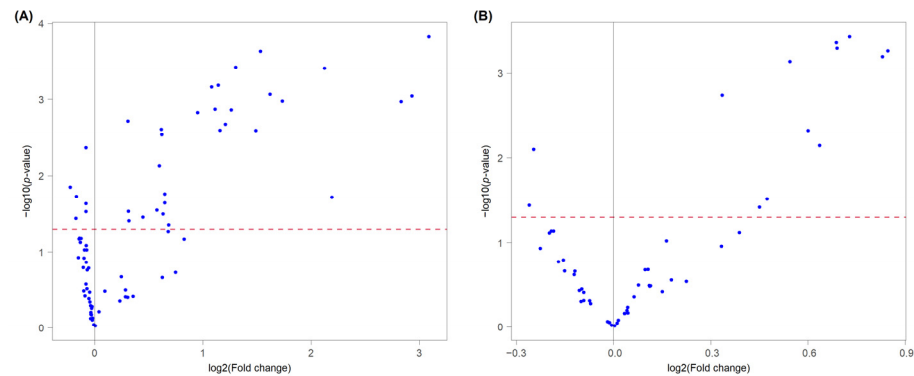 (A)
4
3
2
1
0
−log10(p-value)
0 1 2 3
log2(Fold change)
(B)
3
2
1
0
−log10(p-value)
−0.3 0.0 0.3 0.6 0.9
log2(Fold change)